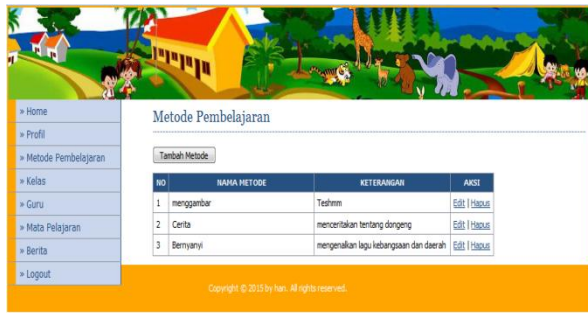 » Home
» Profil
» Metode Pembelajaran
» Kelas
» Guru
» Mata Pelajaran
» Berita
» Logout
Metode Pembelajaran
Tambah Metode
NO NAMA METODE KETERANGAN AKSI
1 menggambar Teshmm Edit | Hapus
2 Cerita menceritakan tentang dongeng Edit | Hapus
3 Bernyanyi mengenalkan lagu kebangsaan dan daerah Edit | Hapus
Copyright © 2015 by han. All rights reserved.